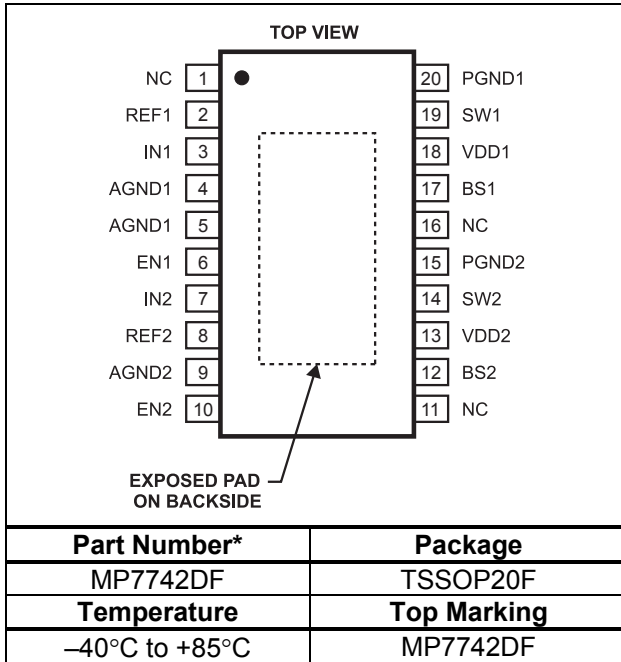 TOP VIEW
NC 1 20 PGND1
REF1 2 19 SW1
IN1 3 18 VDD1
AGND1 4 17 BS1
AGND1 5 16 NC
EN1 6 15 PGND2
IN2 7 14 SW2
REF2 8 13 VDD2
AGND2 9 12 BS2
EN2 10 11 NC
EXPOSED PAD
ON BACKSIDE
Part Number* Package
MP7742DF TSSOP20F
Temperature Top Marking
–40°C to +85°C MP7742DF